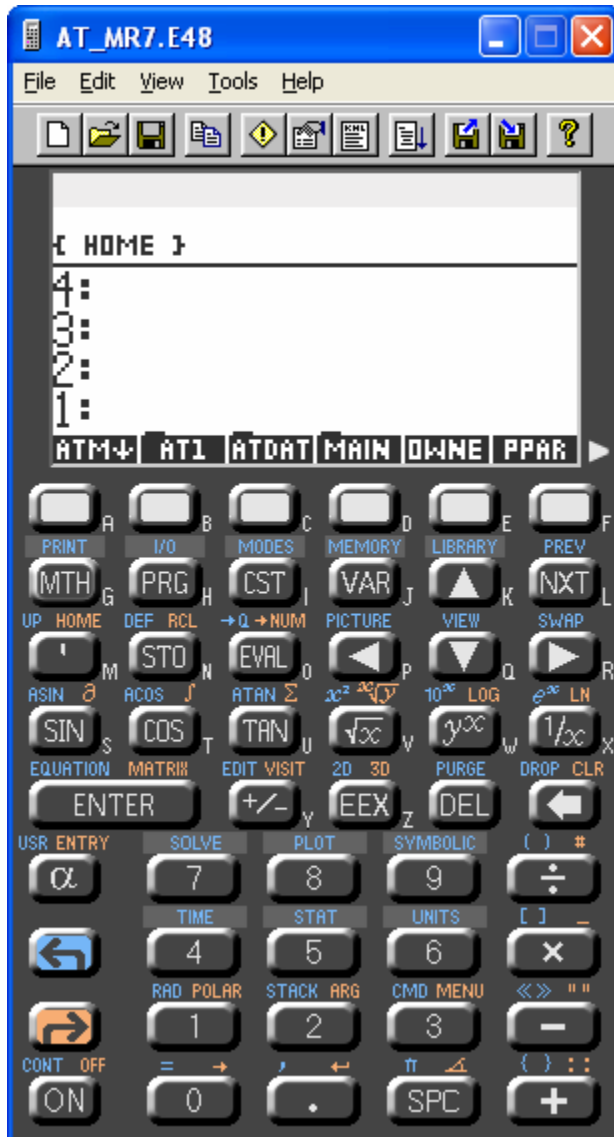 AT_MR7.E48
File Edit View Tools Help
KML
{ HOME }
4:
3:
2:
1:
ATM↓ AT1 ATDAT MAIN OWNE PPAR
A B C D E F
PRINT I/O MODES MEMORY LIBRARY PREV
MTH G PRG H CST I VAR J ▲ K NXT L
UP HOME DEF RCL →Q →NUM PICTURE VIEW SWAP
' M STO N EVAL O ◀ P ▼ Q ▶ R
ASIN ∂ ACOS ∫ ATAN Σ x² ˣ√y 10ˣ LOG eˣ LN
SIN S COS T TAN U √x V yˣ W 1/x X
EQUATION MATRIX EDIT VISIT 2D 3D PURGE DROP CLR
ENTER +/- Y EEX Z DEL ←
USR ENTRY SOLVE PLOT SYMBOLIC ( ) #
α 7 8 9 ÷
TIME STAT UNITS [ ] _
4 5 6 ×
RAD POLAR STACK ARG CMD MENU «» " "
1 2 3 −
CONT OFF = → , ↵ π ∡ { } : :
ON 0 . SPC +